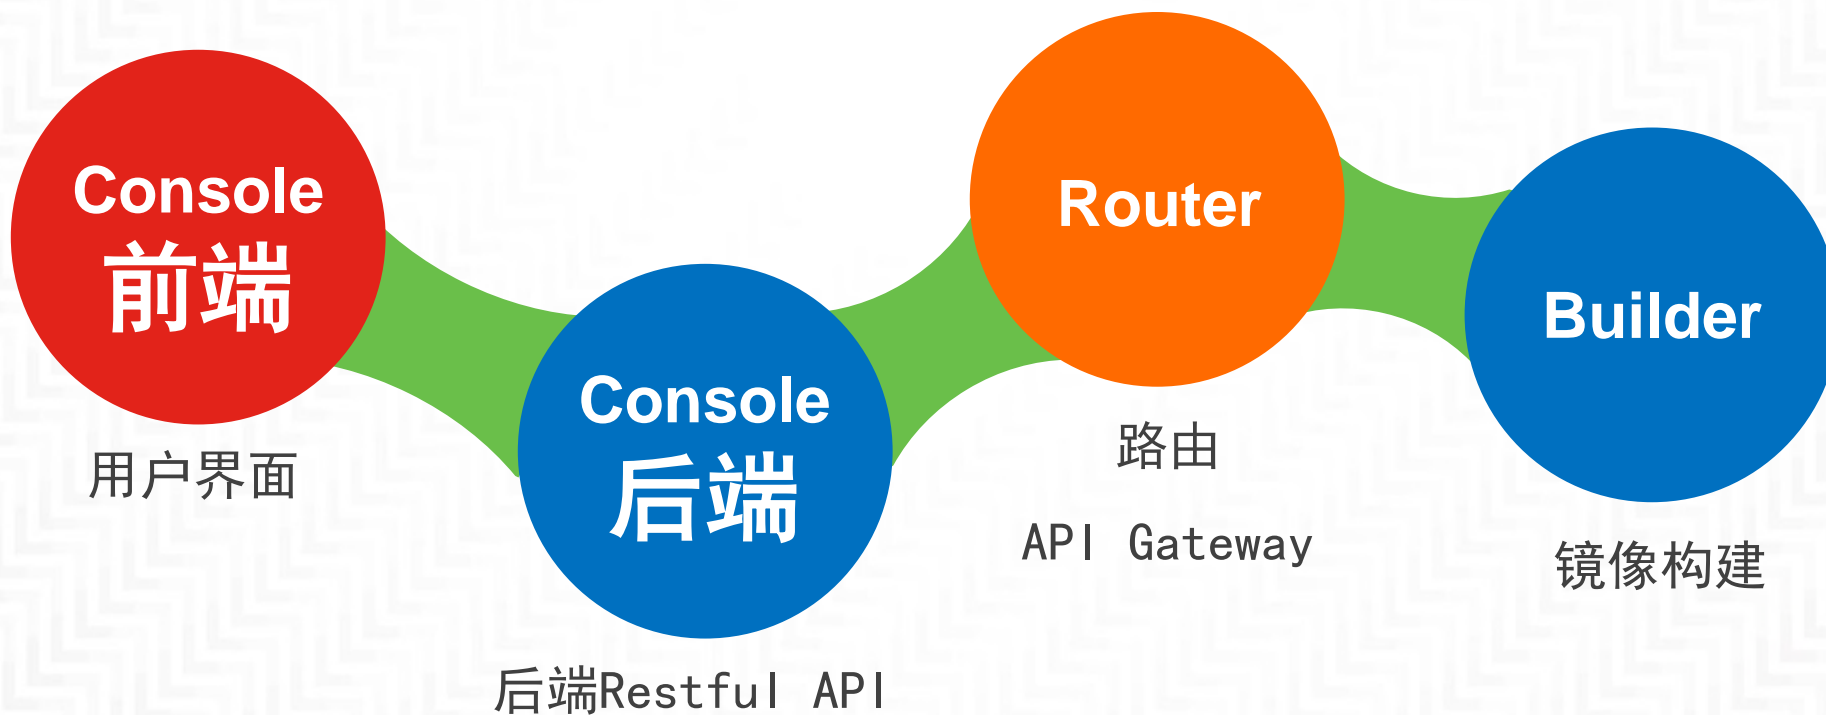 Console
前端
用户界面
Console
后端
后端Restful API
Router
路由
API Gateway
Builder
镜像构建